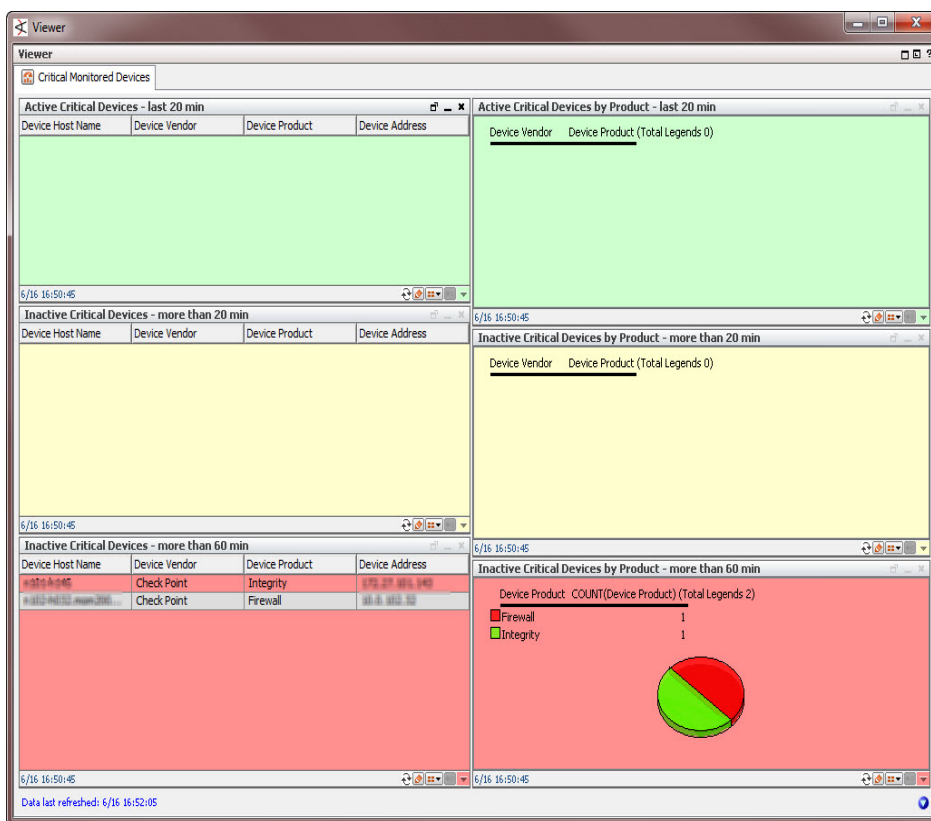 Viewer
Viewer
Critical Monitored Devices
Active Critical Devices - last 20 min
Device Host Name Device Vendor Device Product Device Address
6/16 16:50:45
Active Critical Devices by Product - last 20 min
Device Vendor Device Product (Total Legends 0)
6/16 16:50:45
Inactive Critical Devices - more than 20 min
Device Host Name Device Vendor Device Product Device Address
6/16 16:50:45
Inactive Critical Devices by Product - more than 20 min
Device Vendor Device Product (Total Legends 0)
6/16 16:50:45
Inactive Critical Devices - more than 60 min
Device Host Name Device Vendor Device Product Device Address
Check Point Integrity
Check Point Firewall
6/16 16:50:45
Inactive Critical Devices by Product - more than 60 min
Device Product COUNT(Device Product) (Total Legends 2)
Firewall 1
Integrity 1
6/16 16:50:45
Data last refreshed: 6/16 16:52:05